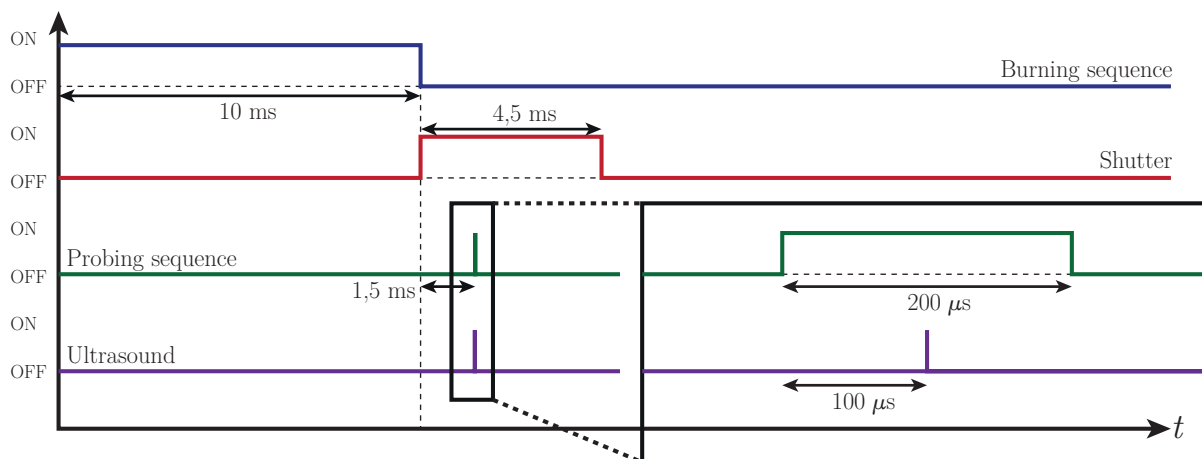 ON
OFF
Burning sequence
10 ms
4,5 ms
ON
OFF
Shutter
ON
OFF
Probing sequence
1,5 ms
200 μs
ON
OFF
Ultrasound
100 μs
t